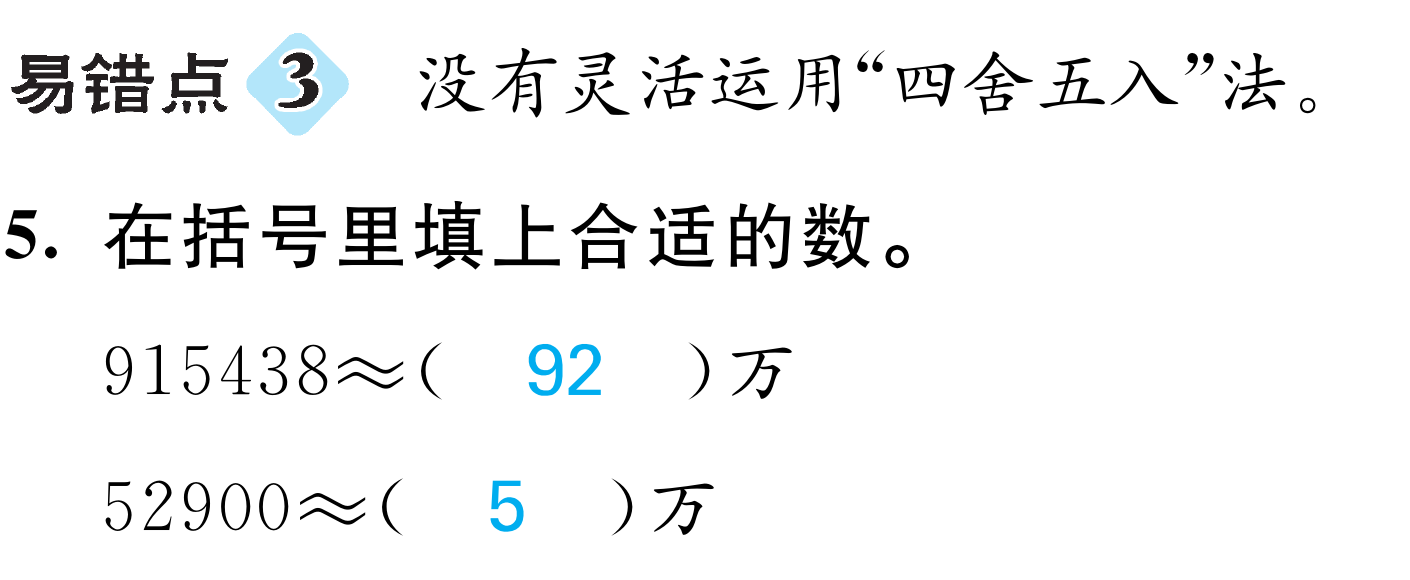 易错点 3 没有灵活运用“四舍五入”法。
5. 在括号里填上合适的数。
915438≈( 92 )万
52900≈( 5 )万